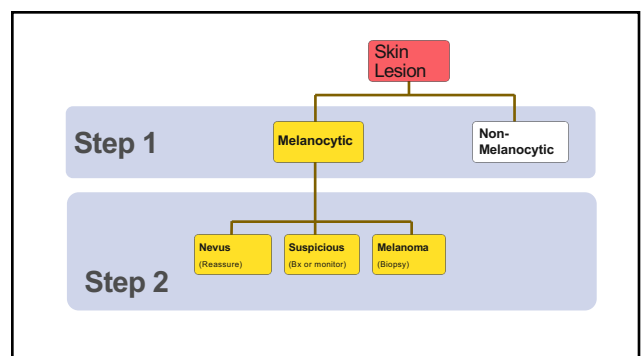 Skin
Lesion
Step 1
Melanocytic
Non-
Melanocytic
Step 2
Nevus
(Reassure)
Suspicious
(Bx or monitor)
Melanoma
(Biopsy)